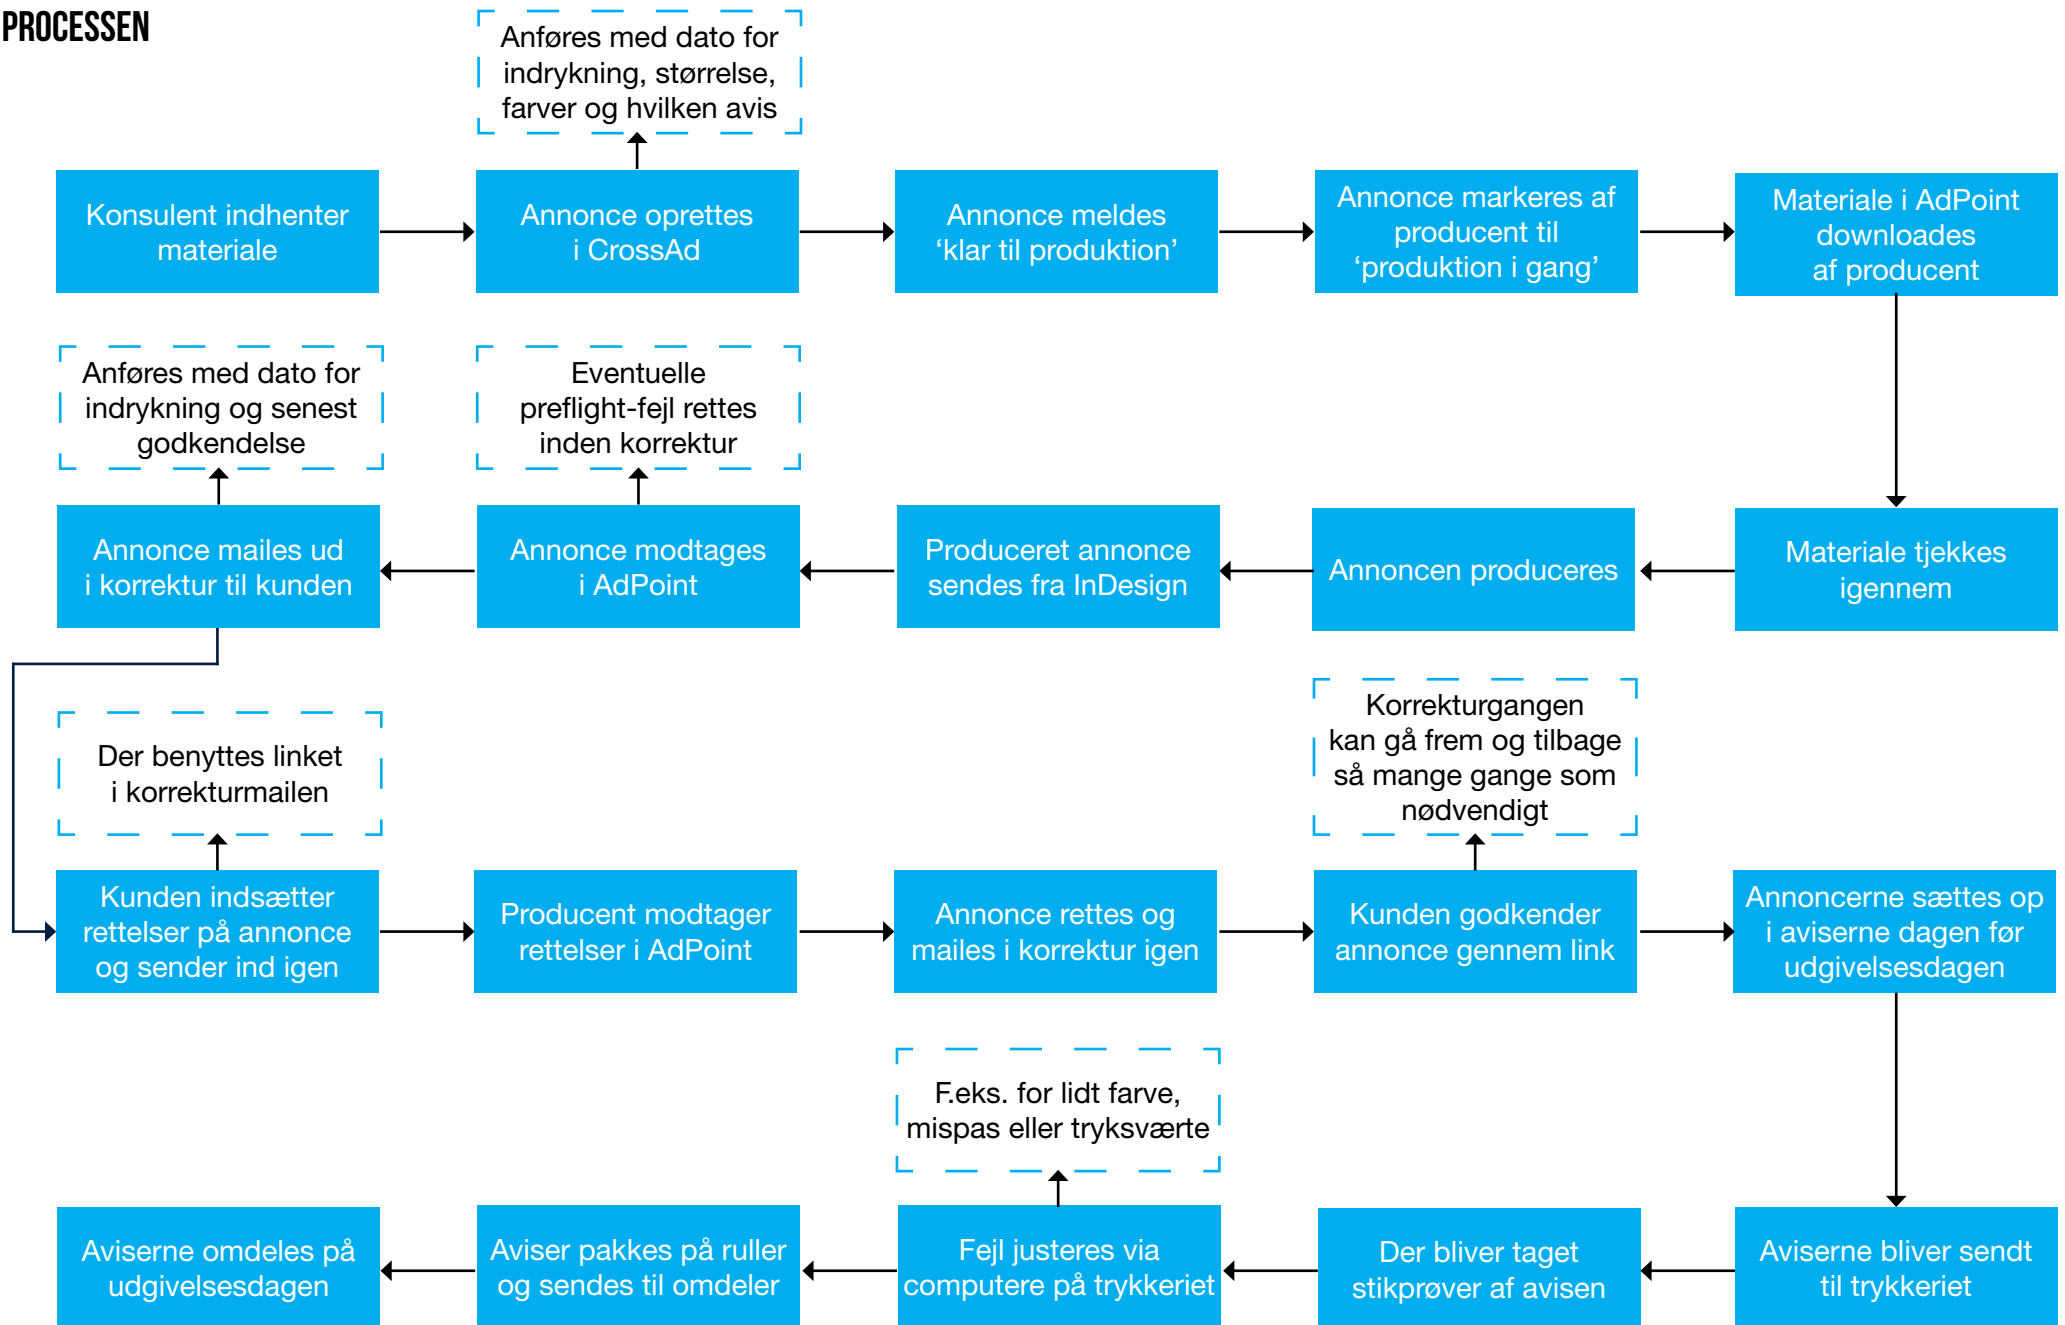 PROCESSEN
Anføres med dato for
indrykning, størrelse,
farver og hvilken avis
Konsulent indhenter
materiale
Annonce oprettes
i CrossAd
Annonce meldes
‘klar til produktion’
Annonce markeres af
producent til
‘produktion i gang’
Materiale i AdPoint
downloades
af producent
Anføres med dato for
indrykning og senest
godkendelse
Eventuelle
preflight-fejl rettes
inden korrektur
Annonce mailes ud
i korrektur til kunden
Annonce modtages
i AdPoint
Produceret annonce
sendes fra InDesign
Annoncen produceres
Materiale tjekkes
igennem
Der benyttes linket
i korrekturmailen
Korrekturgangen
kan gå frem og tilbage
så mange gange som
nødvendigt
Kunden indsætter
rettelser på annonce
og sender ind igen
Producent modtager
rettelser i AdPoint
Annonce rettes og
mailes i korrektur igen
Kunden godkender
annonce gennem link
Annoncerne sættes op
i aviserne dagen før
udgivelsesdagen
F.eks. for lidt farve,
mispas eller tryksværte
Aviserne omdeles på
udgivelsesdagen
Aviser pakkes på ruller
og sendes til omdeler
Fejl justeres via
computere på trykkeriet
Der bliver taget
stikprøver af avisen
Aviserne bliver sendt
til trykkeriet